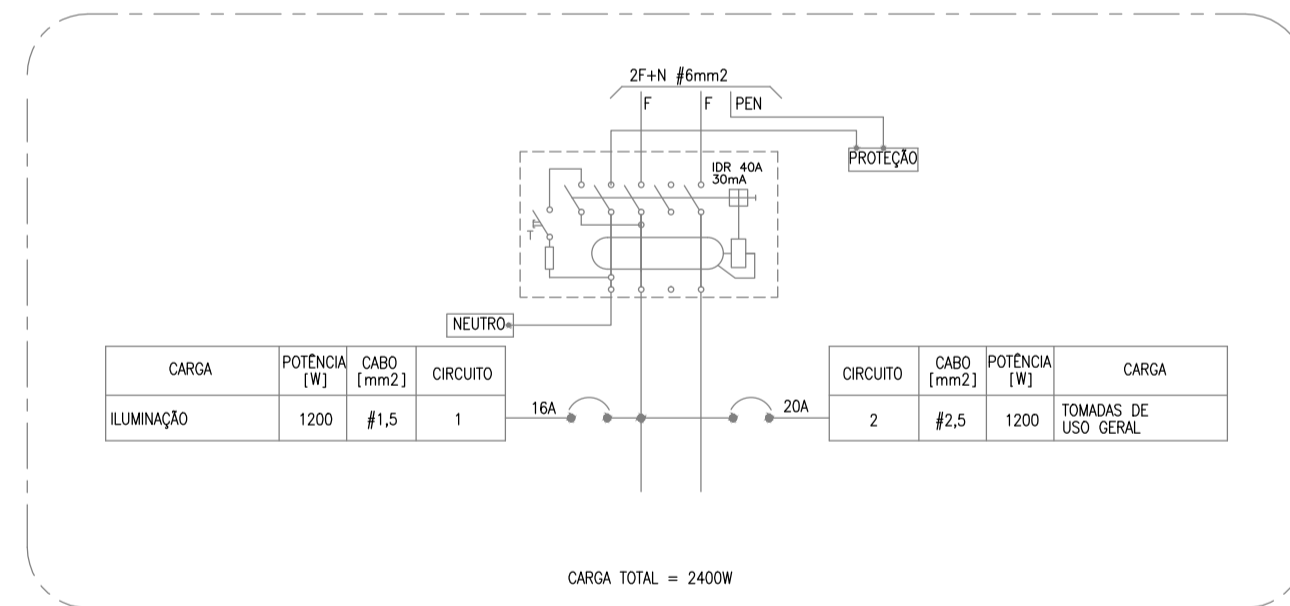 2F+N #6mm2
F
F
PEN
PROTEÇÃO
IDR 40A
30mA
T
NEUTRO
CARGA
POTÊNCIA
[W]
CABO
[mm2]
CIRCUITO
ILUMINAÇÃO
1200
#1,5
1
16A
20A
CIRCUITO
CABO
[mm2]
POTÊNCIA
[W]
CARGA
2
#2,5
1200
TOMADAS DE
USO GERAL
CARGA TOTAL = 2400W